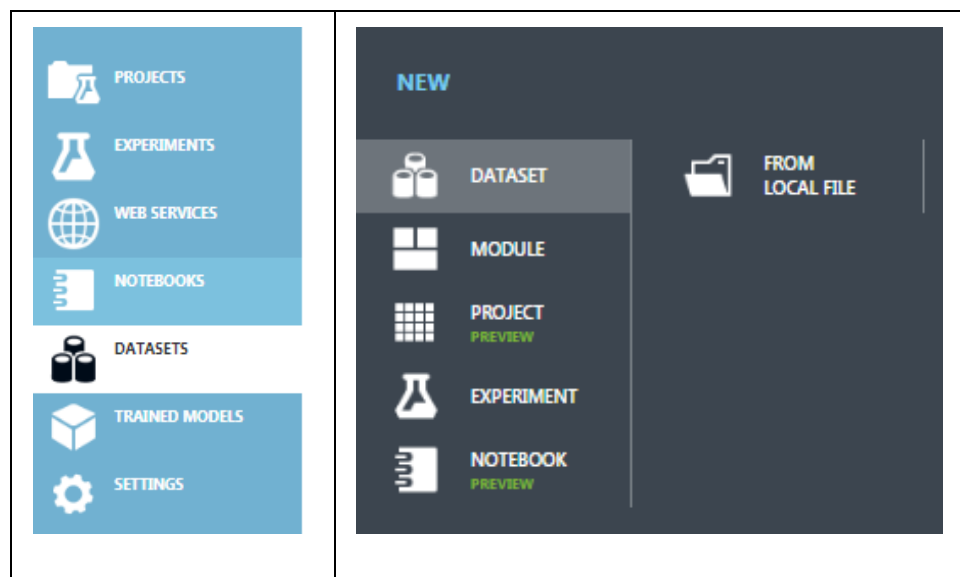 PROJECTS
EXPERIMENTS
WEB SERVICES
NOTEBOOKS
DATASETS
TRAINED MODELS
SETTINGS
NEW
DATASET
MODULE
PROJECT
PREVIEW
EXPERIMENT
NOTEBOOK
PREVIEW
FROM
LOCAL FILE